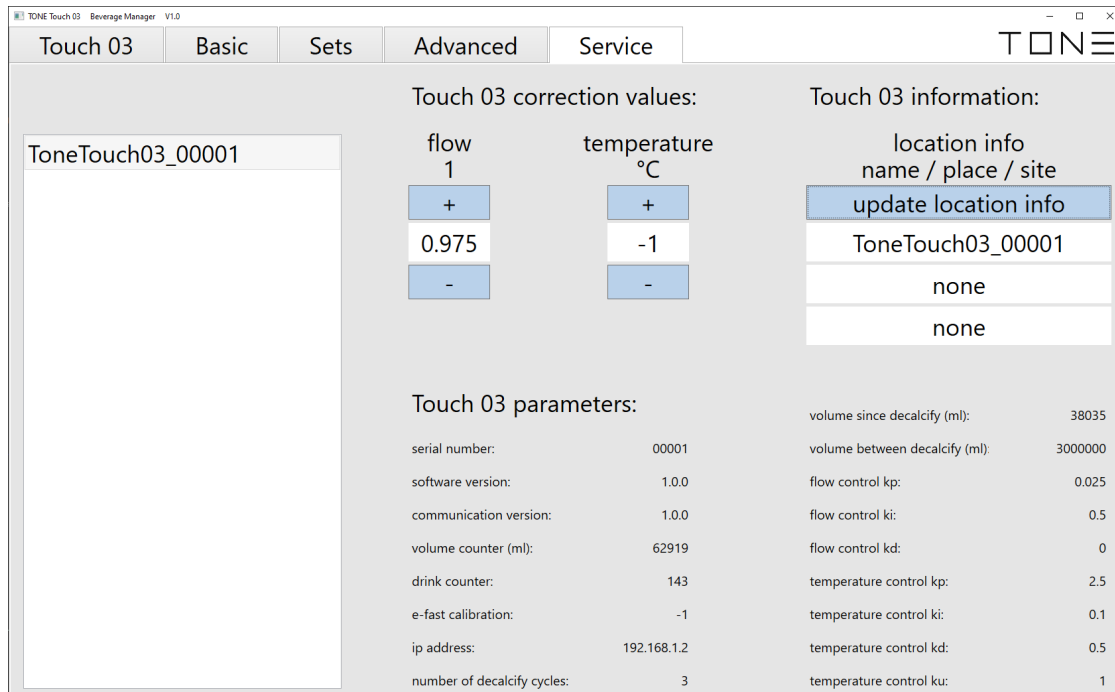 TONE Touch 03 Beverage Manager V1.0
Touch 03 Basic Sets Advanced Service
TONE
ToneTouch03_00001
Touch 03 correction values:
flow
1
+
0.975
-
temperature
°C
+
-1
-
Touch 03 information:
location info
name / place / site
update location info
ToneTouch03_00001
none
none
Touch 03 parameters:
serial number: 00001
software version: 1.0.0
communication version: 1.0.0
volume counter (ml): 62919
drink counter: 143
e-fast calibration: -1
ip address: 192.168.1.2
number of decalcify cycles: 3
volume since decalcify (ml): 38035
volume between decalcify (ml): 3000000
flow control kp: 0.025
flow control ki: 0.5
flow control kd: 0
temperature control kp: 2.5
temperature control ki: 0.1
temperature control kd: 0.5
temperature control ku: 1